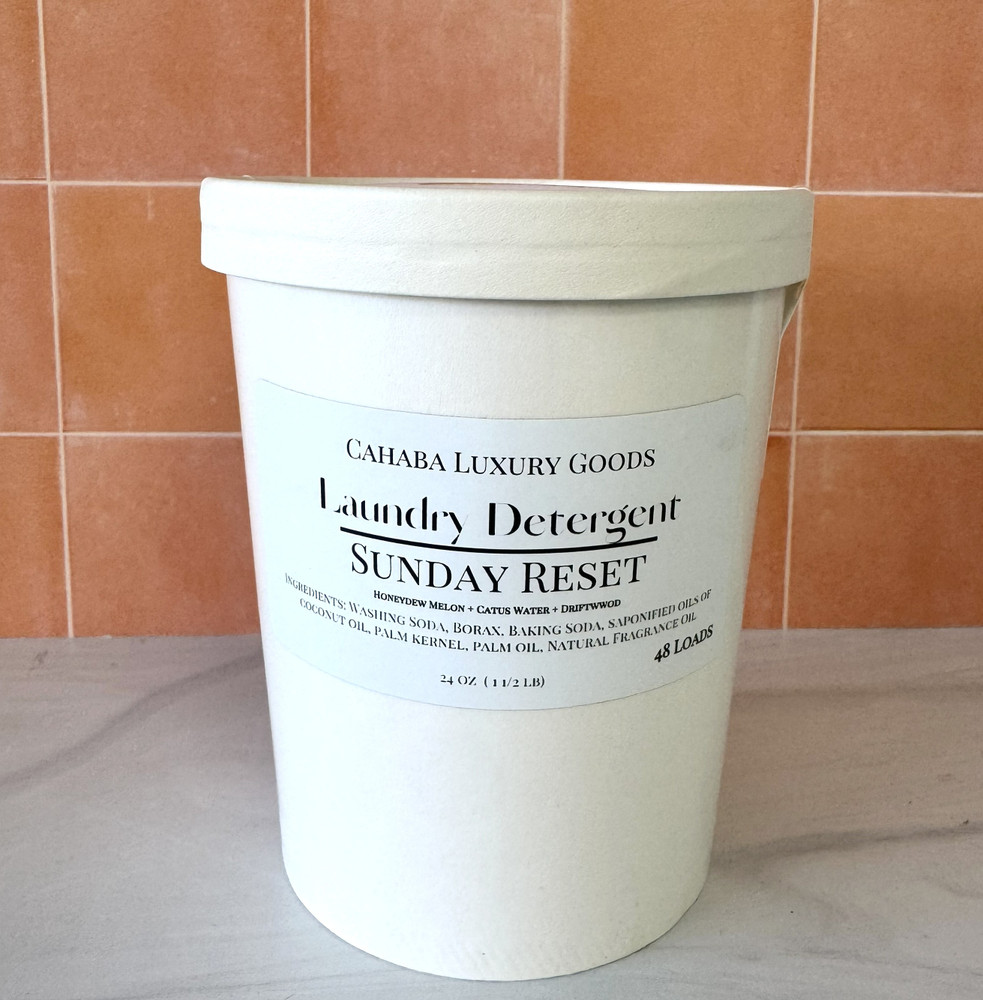 Cahaba Luxury Goods
Laundry Detergent
Sunday Reset
Honeydew Melon + Catus Water + Driftwwod
Ingredients: Washing Soda, Borax. Baking Soda, saponified oils of
coconut oil, palm kernel, palm oil, Natural Fragrance Oil
48 Loads
24 oz ( 1 1/2 lb)